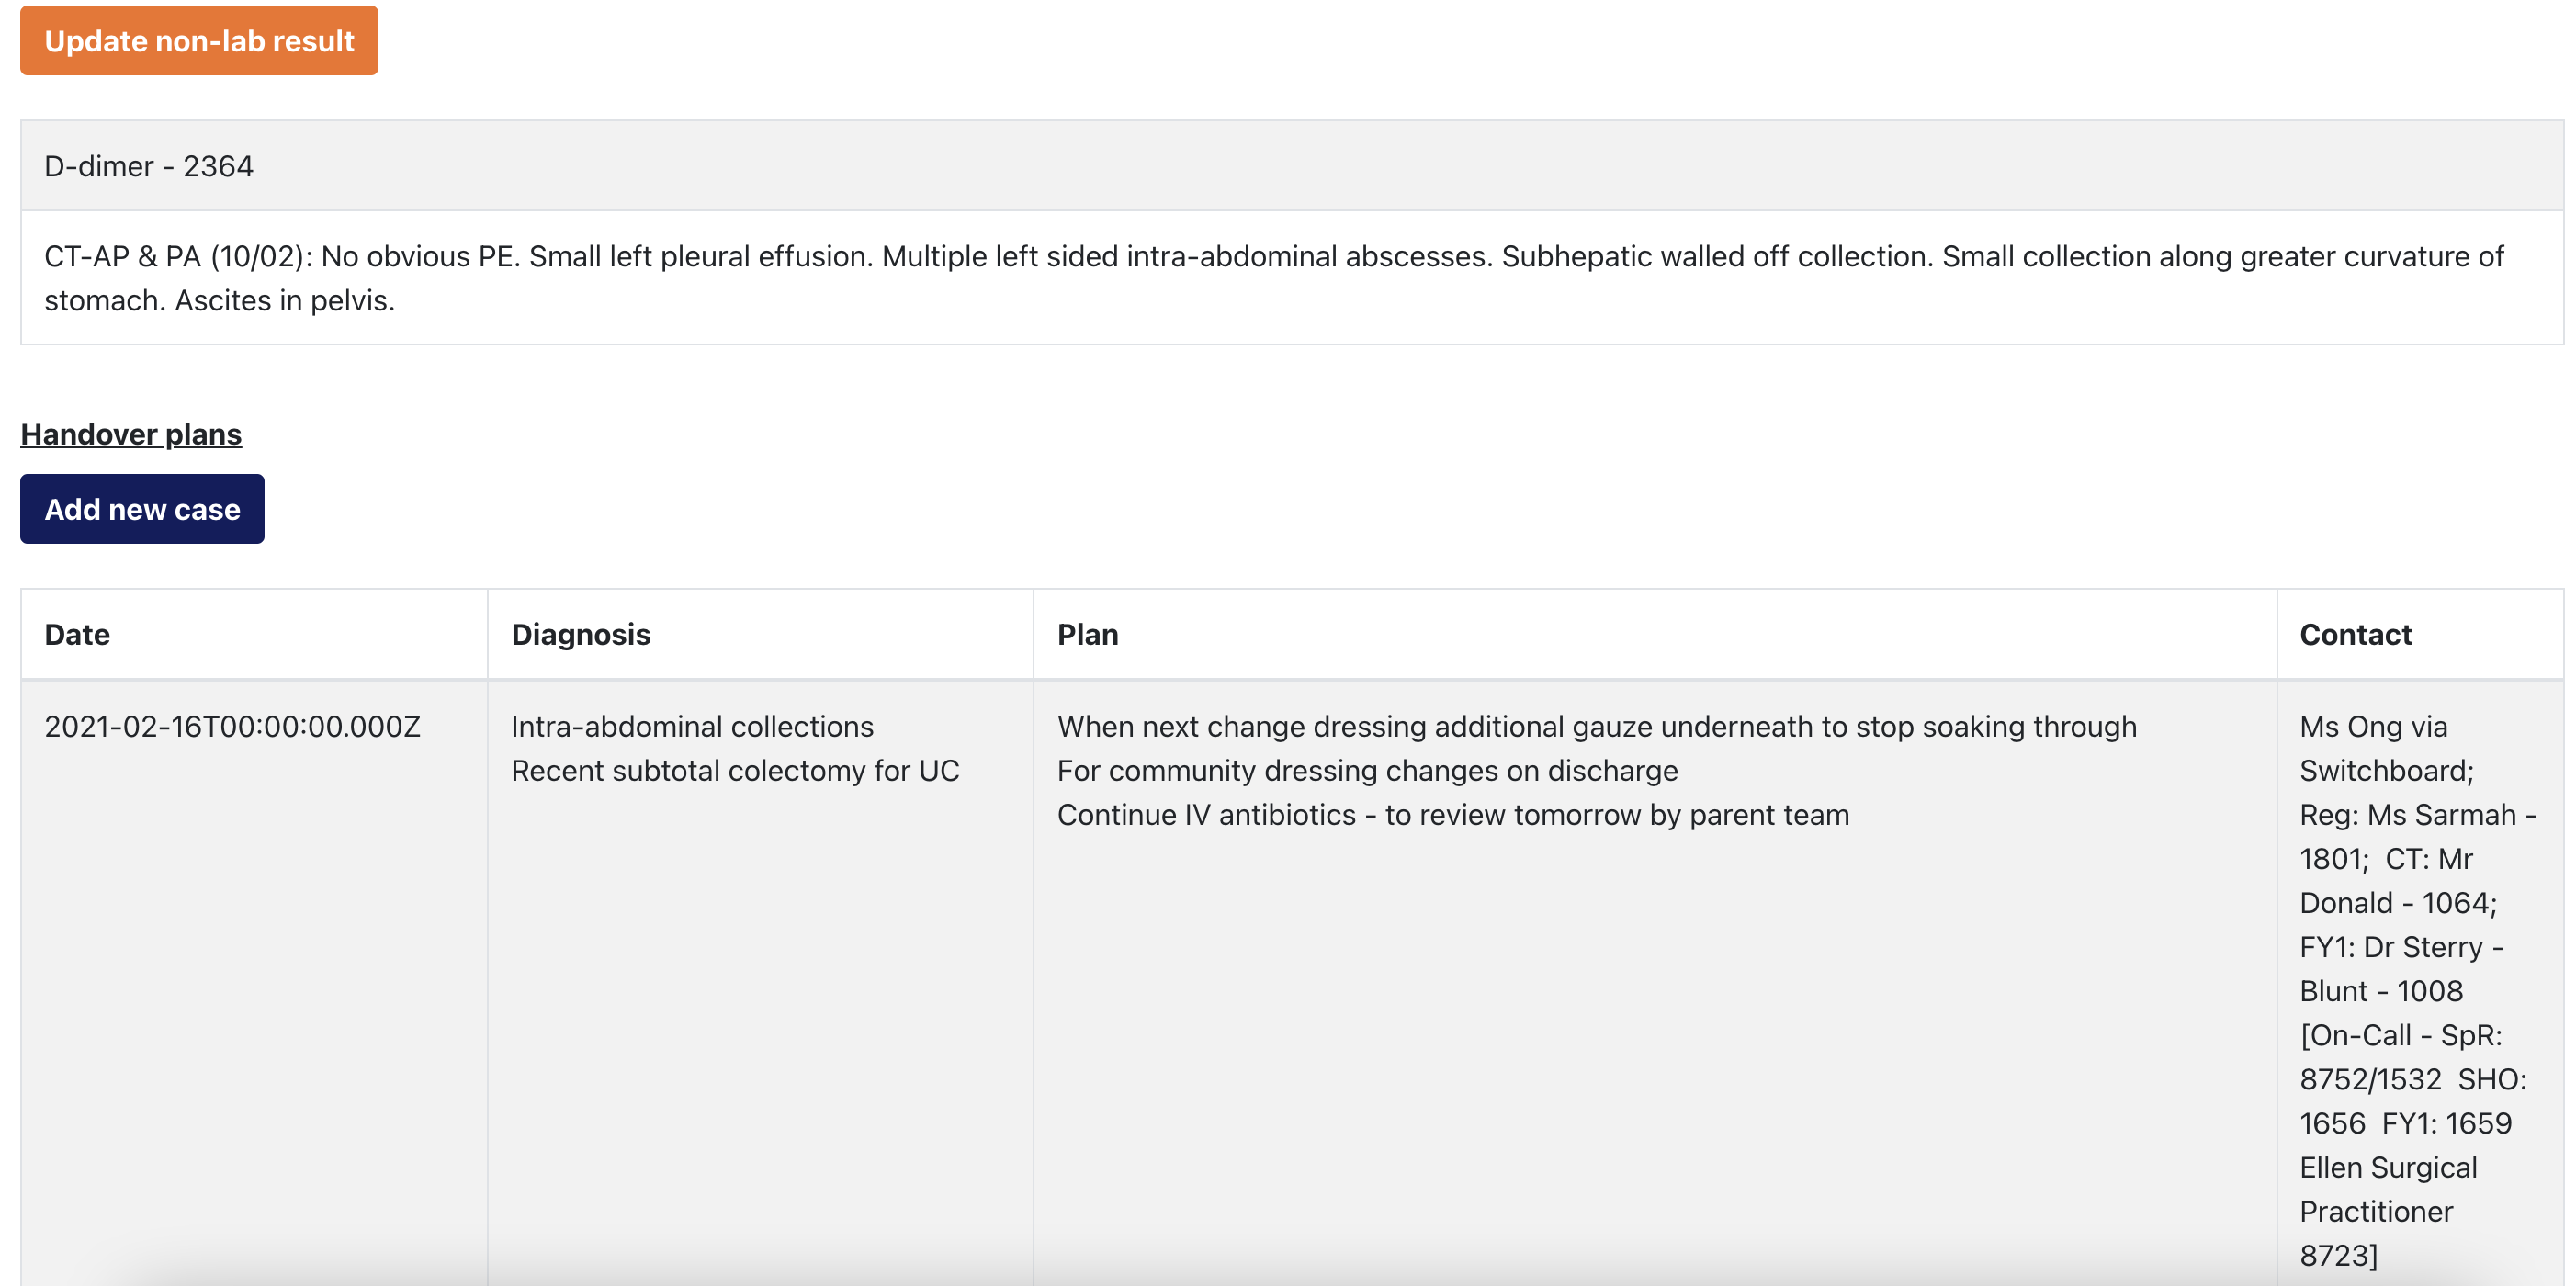 Update non-lab result
D-dimer - 2364
CT-AP & PA (10/02): No obvious PE. Small left pleural effusion. Multiple left sided intra-abdominal abscesses. Subhepatic walled off collection. Small collection along greater curvature of
stomach. Ascites in pelvis.
Handover plans
Add new case
Date
Diagnosis
Plan
Contact
2021-02-16T00:00:00.000Z
Intra-abdominal collections
Recent subtotal colectomy for UC
When next change dressing additional gauze underneath to stop soaking through
For community dressing changes on discharge
Continue IV antibiotics - to review tomorrow by parent team
Ms Ong via
Switchboard;
Reg: Ms Sarmah -
1801;  CT: Mr
Donald - 1064;
FY1: Dr Sterry -
Blunt - 1008
[On-Call - SpR:
8752/1532  SHO:
1656  FY1: 1659
Ellen Surgical
Practitioner
8723]